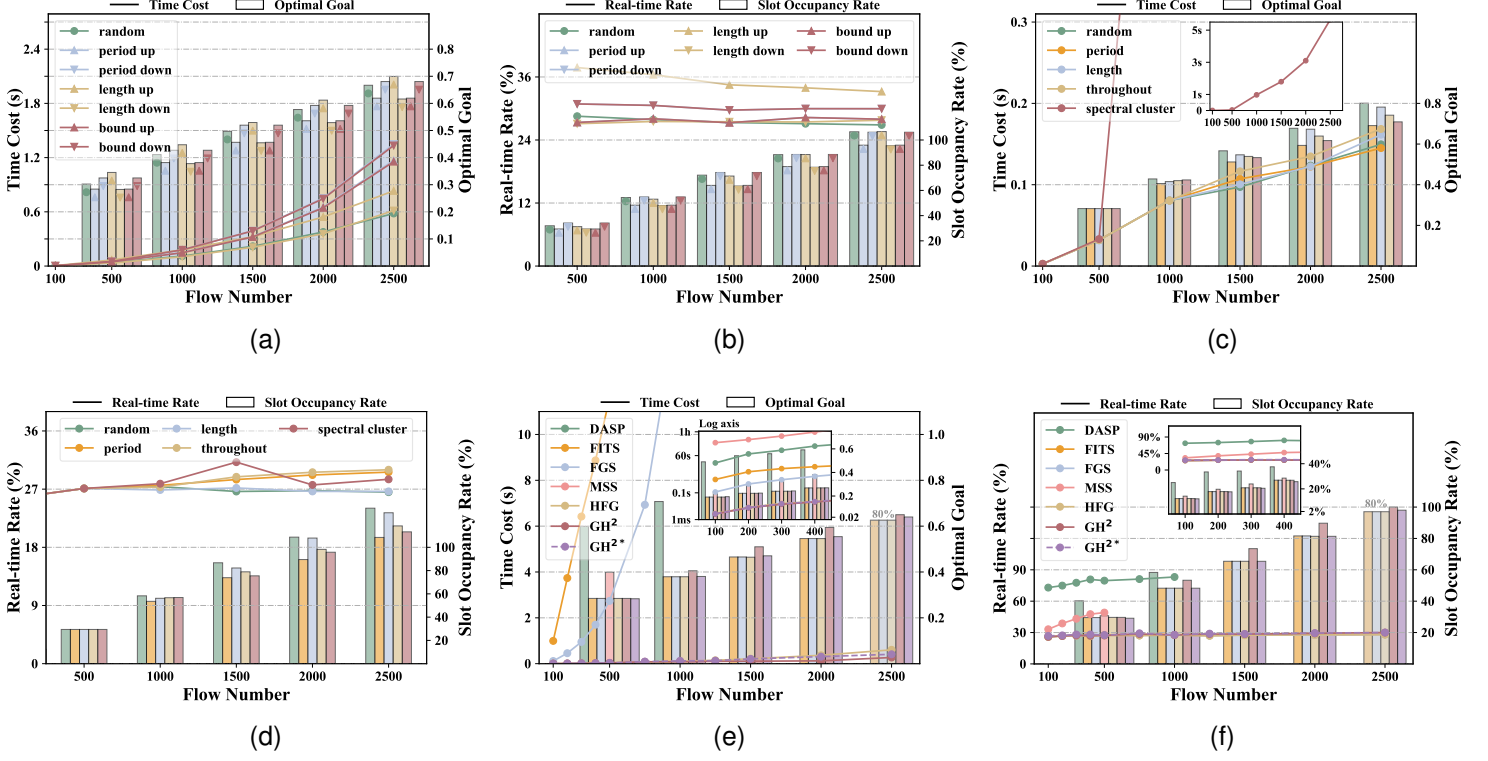 Time Cost Optimal Goal
random
period up
period down
length up
length down
bound up
bound down
Time Cost (s)
2.4
1.8
1.2
0.6
0
0.8
0.7
0.6
0.5
0.4
0.3
0.2
0.1
Optimal Goal
100 500 1000 1500 2000 2500
Flow Number
(a)
Real-time Rate Slot Occupancy Rate
random length up bound up
period up length down bound down
period down
Real-time Rate (%)
36
24
12
0
100
80
60
40
20
Slot Occupancy Rate (%)
500 1000 1500 2000 2500
Flow Number
(b)
Time Cost Optimal Goal
random
period
length
throughout
spectral cluster
Time Cost (s)
0.3
0.2
0.1
0
5s
3s
1s
0
100 500 1000 1500 2000 2500
0.8
0.6
0.4
0.2
Optimal Goal
100 500 1000 1500 2000 2500
Flow Number
(c)
Real-time Rate Slot Occupancy Rate
random length spectral cluster
period throughout
Real-time Rate (%)
36
27
18
9
0
100
80
60
40
20
Slot Occupancy Rate (%)
500 1000 1500 2000 2500
Flow Number
(d)
Time Cost Optimal Goal
DASP
FITS
FGS
MSS
HFG
GH²
GH²*
Time Cost (s)
10
8
6
4
2
0
Log axis
1h
60s
0.1s
1ms
0.6
0.4
0.2
0.02
100 200 300 400
80%
1.0
0.8
0.6
0.4
0.2
Optimal Goal
100 500 1000 1500 2000 2500
Flow Number
(e)
Real-time Rate Slot Occupancy Rate
DASP
FITS
FGS
MSS
HFG
GH²
GH²*
Real-time Rate (%)
90
60
30
0
90%
45%
0
40%
20%
2%
100 200 300 400
80%
100
80
60
40
20
Slot Occupancy Rate (%)
100 500 1000 1500 2000 2500
Flow Number
(f)